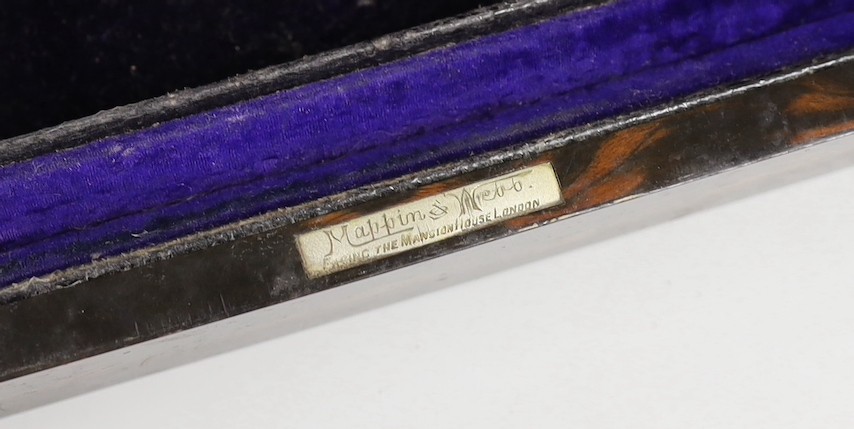 Mappin & Webb.
FACING THE MANSION HOUSE LONDON